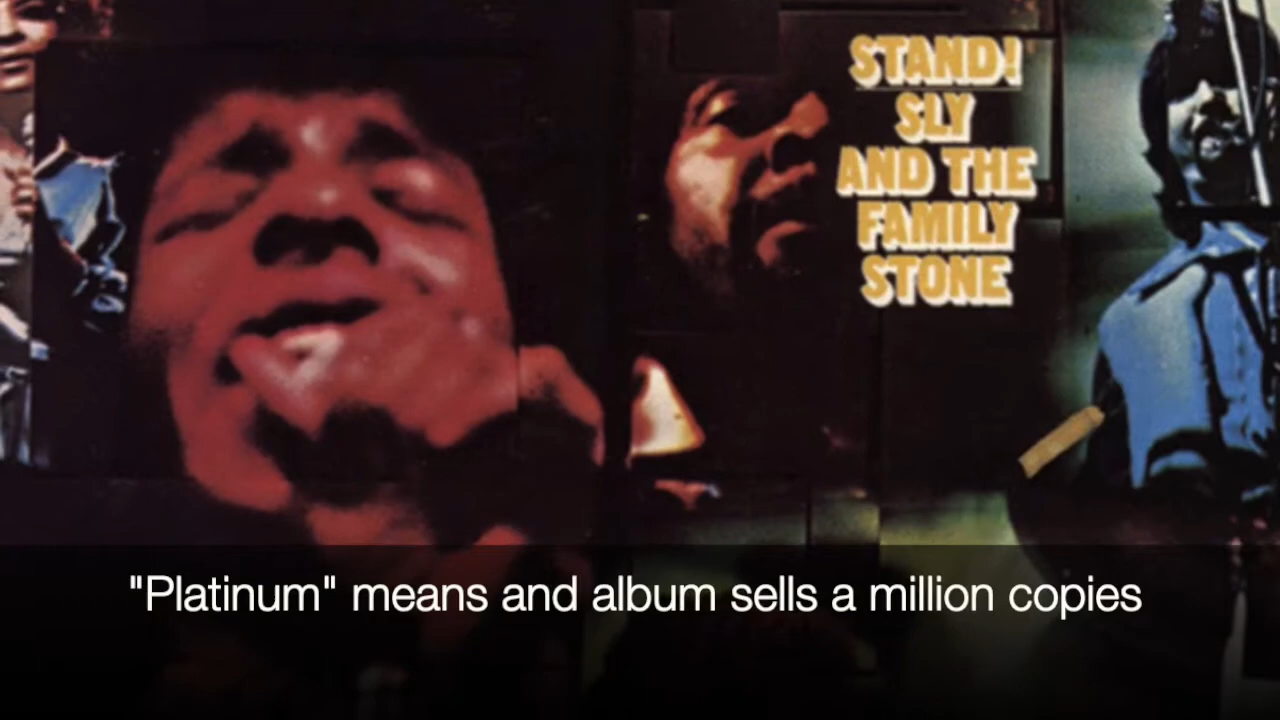 STAND!
SLY
AND THE
FAMILY
STONE
"Platinum" means and album sells a million copies